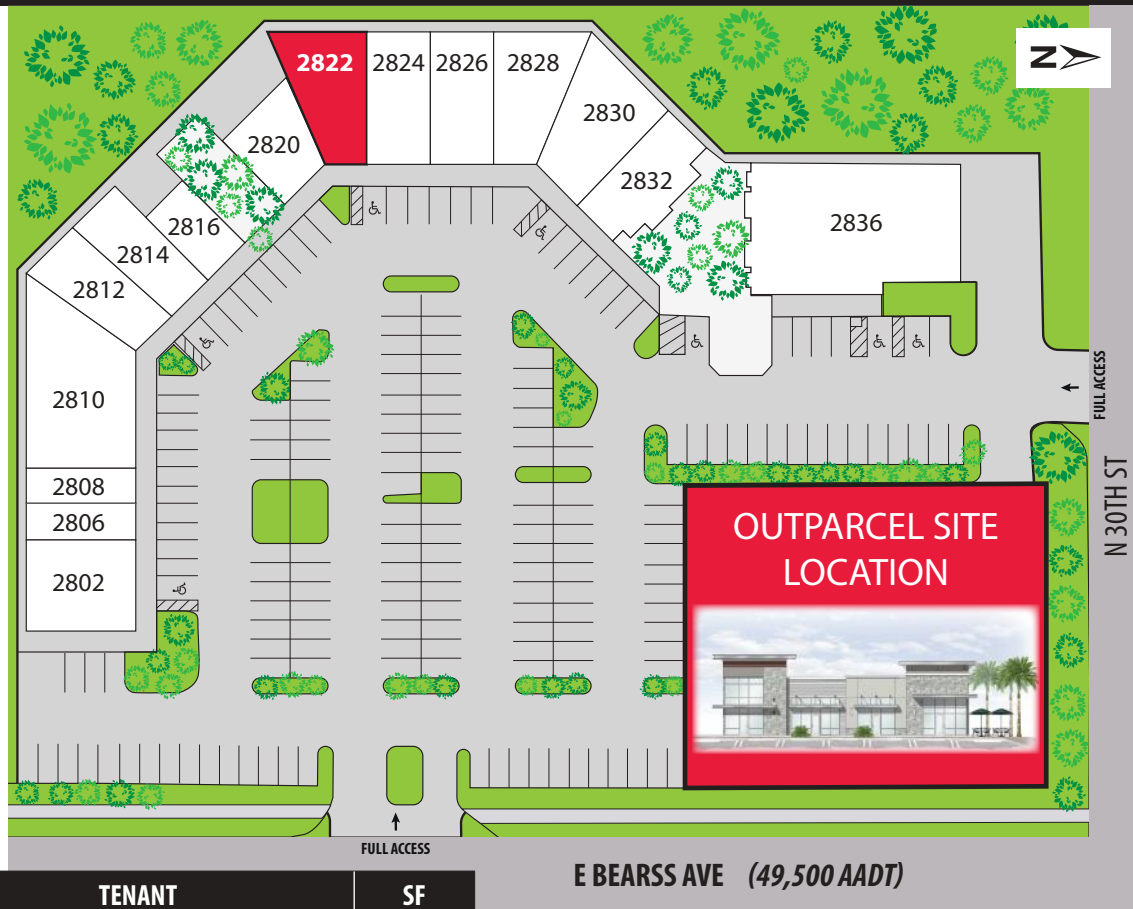 2822
2824
2826
2828
N
2830
2820
2832
2816
2836
2814
2812
FULL ACCESS
2810
N 30TH ST
2808
2806
OUTPARCEL SITE
LOCATION
2802
FULL ACCESS
E BEARSS AVE (49,500 AADT)
TENANT
SF